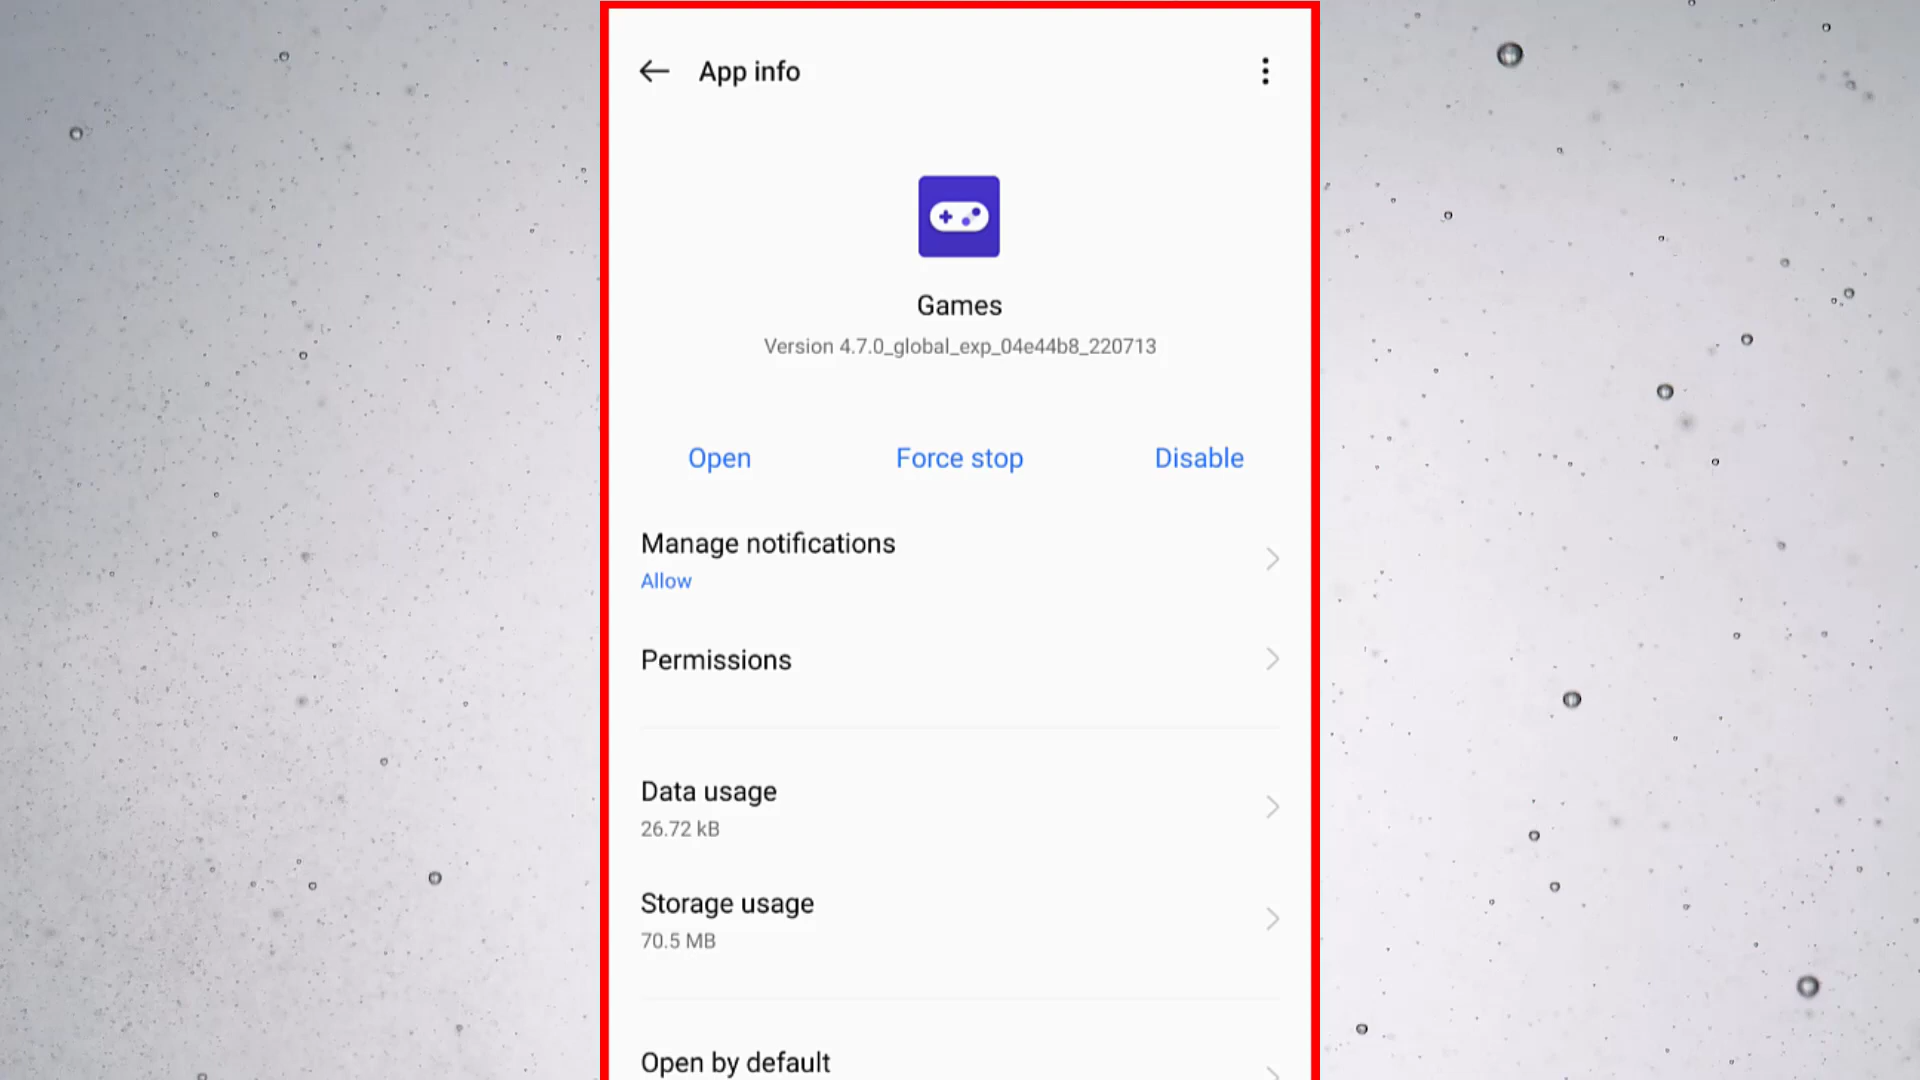 App info
Games
Version 4.7.0_global_exp_04e44b8_220713
Open Force stop Disable
Manage notifications
Allow
Permissions
Data usage
26.72 kB
Storage usage
70.5 MB
Open by default